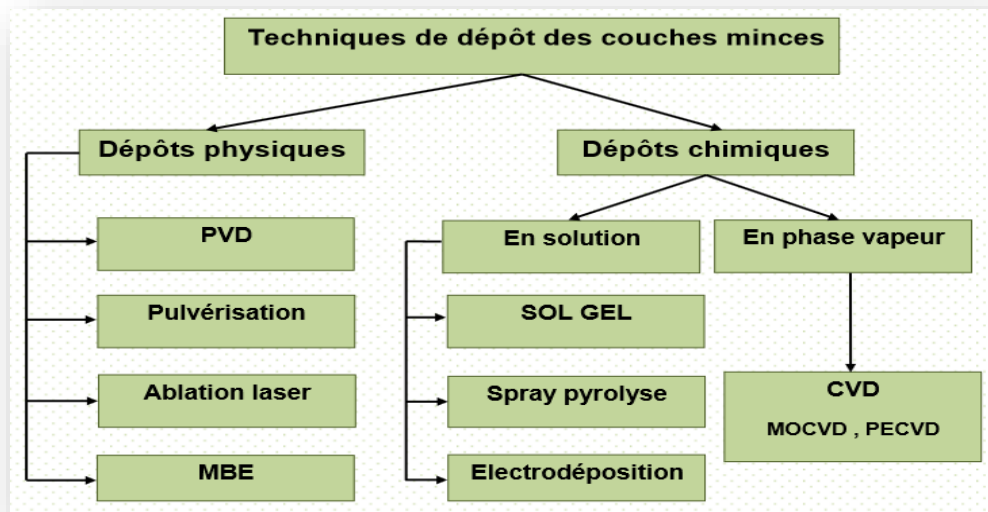 Techniques de dépôt des couches minces
Dépôts physiques
Dépôts chimiques
PVD
Pulvérisation
Ablation laser
MBE
En solution
En phase vapeur
SOL GEL
Spray pyrolyse
Electrodéposition
CVD
MOCVD , PECVD